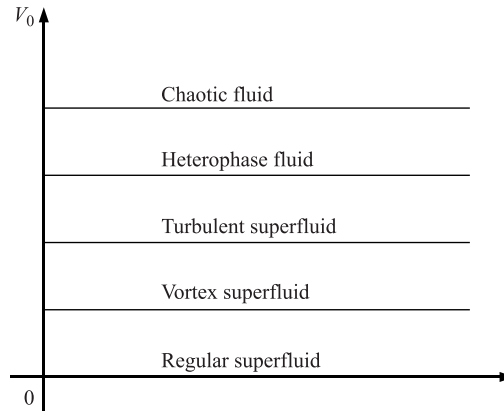 V₀
Chaotic fluid
Heterophase fluid
Turbulent superfluid
Vortex superfluid
Regular superfluid
0